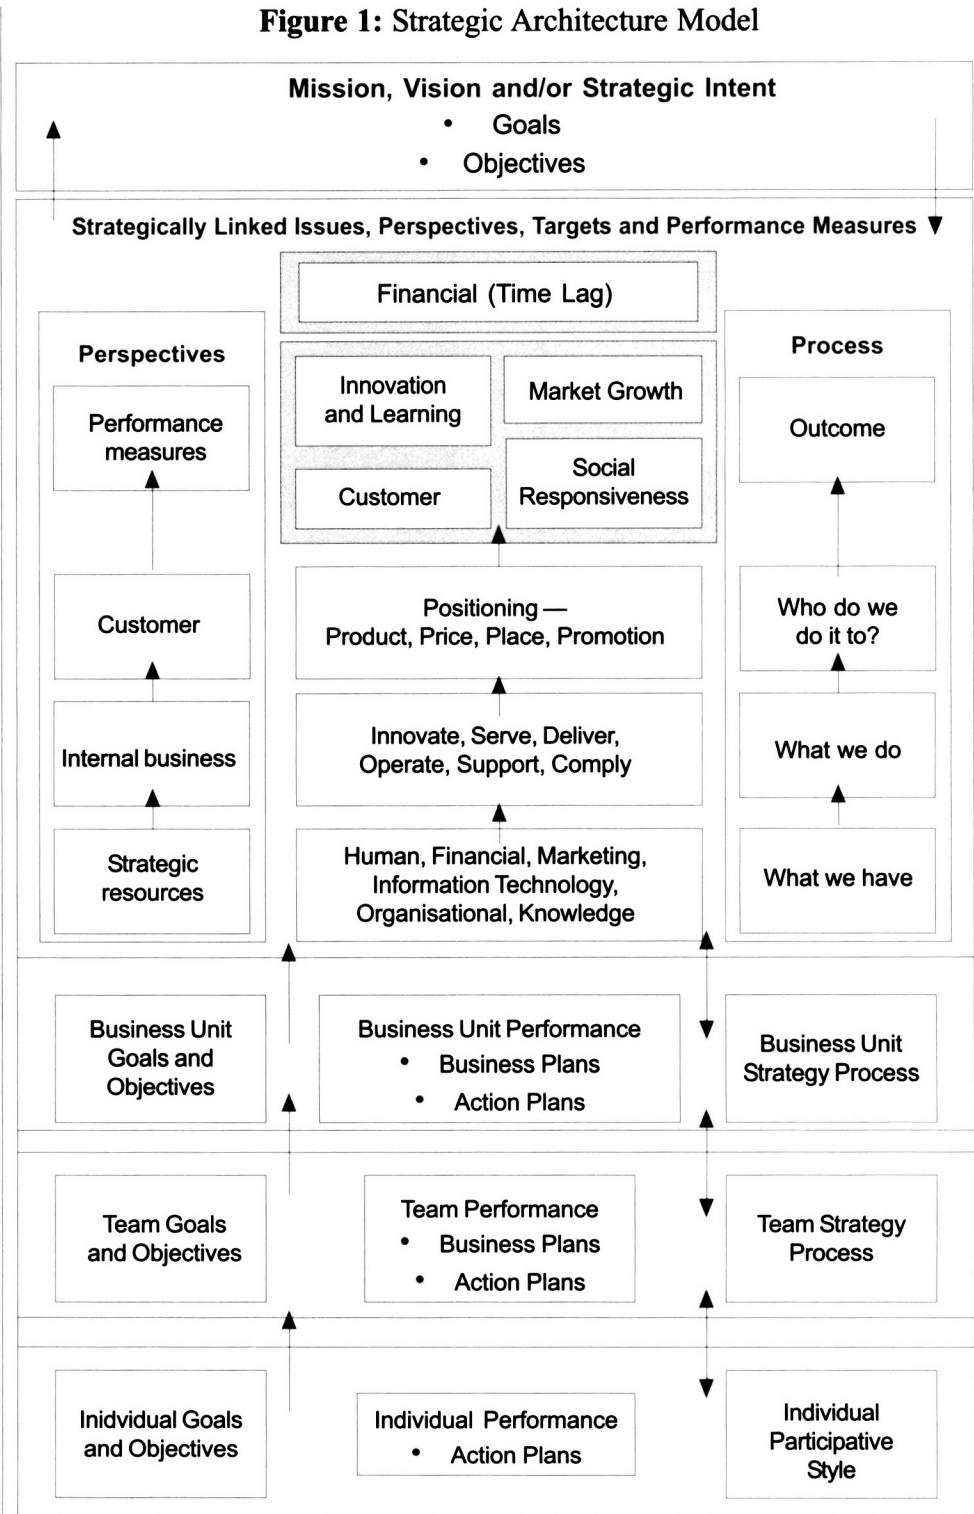 Figure 1: Strategic Architecture Model
Mission, Vision and/or Strategic Intent
• Goals
• Objectives
Strategically Linked Issues, Perspectives, Targets and Performance Measures
Financial (Time Lag)
Perspectives
Performance
measures
Customer
Internal business
Strategic
resources
Innovation
and Learning
Market Growth
Customer
Social
Responsiveness
Positioning —
Product, Price, Place, Promotion
Innovate, Serve, Deliver,
Operate, Support, Comply
Human, Financial, Marketing,
Information Technology,
Organisational, Knowledge
Process
Outcome
Who do we
do it to?
What we do
What we have
Business Unit
Goals and
Objectives
Business Unit Performance
• Business Plans
• Action Plans
Business Unit
Strategy Process
Team Goals
and Objectives
Team Performance
• Business Plans
• Action Plans
Team Strategy
Process
Inidvidual Goals
and Objectives
Individual Performance
• Action Plans
Individual
Participative
Style